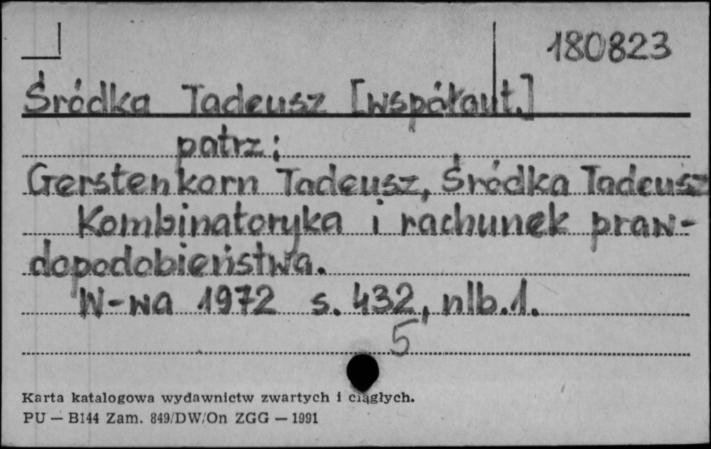 180823
Śródka Tadeusz [współaut.]
patrz:
Gerstenkorn Tadeusz, Śródka Tadeusz
Kombinatoryka i rachunek praw-
dopodobieństwa.
W-wa 1972 s. 432, nlb. 1.
5
Karta katalogowa wydawnictw zwartych i ciągłych.
PU — B144 Zam. 849/DW/On ZGG — 1991